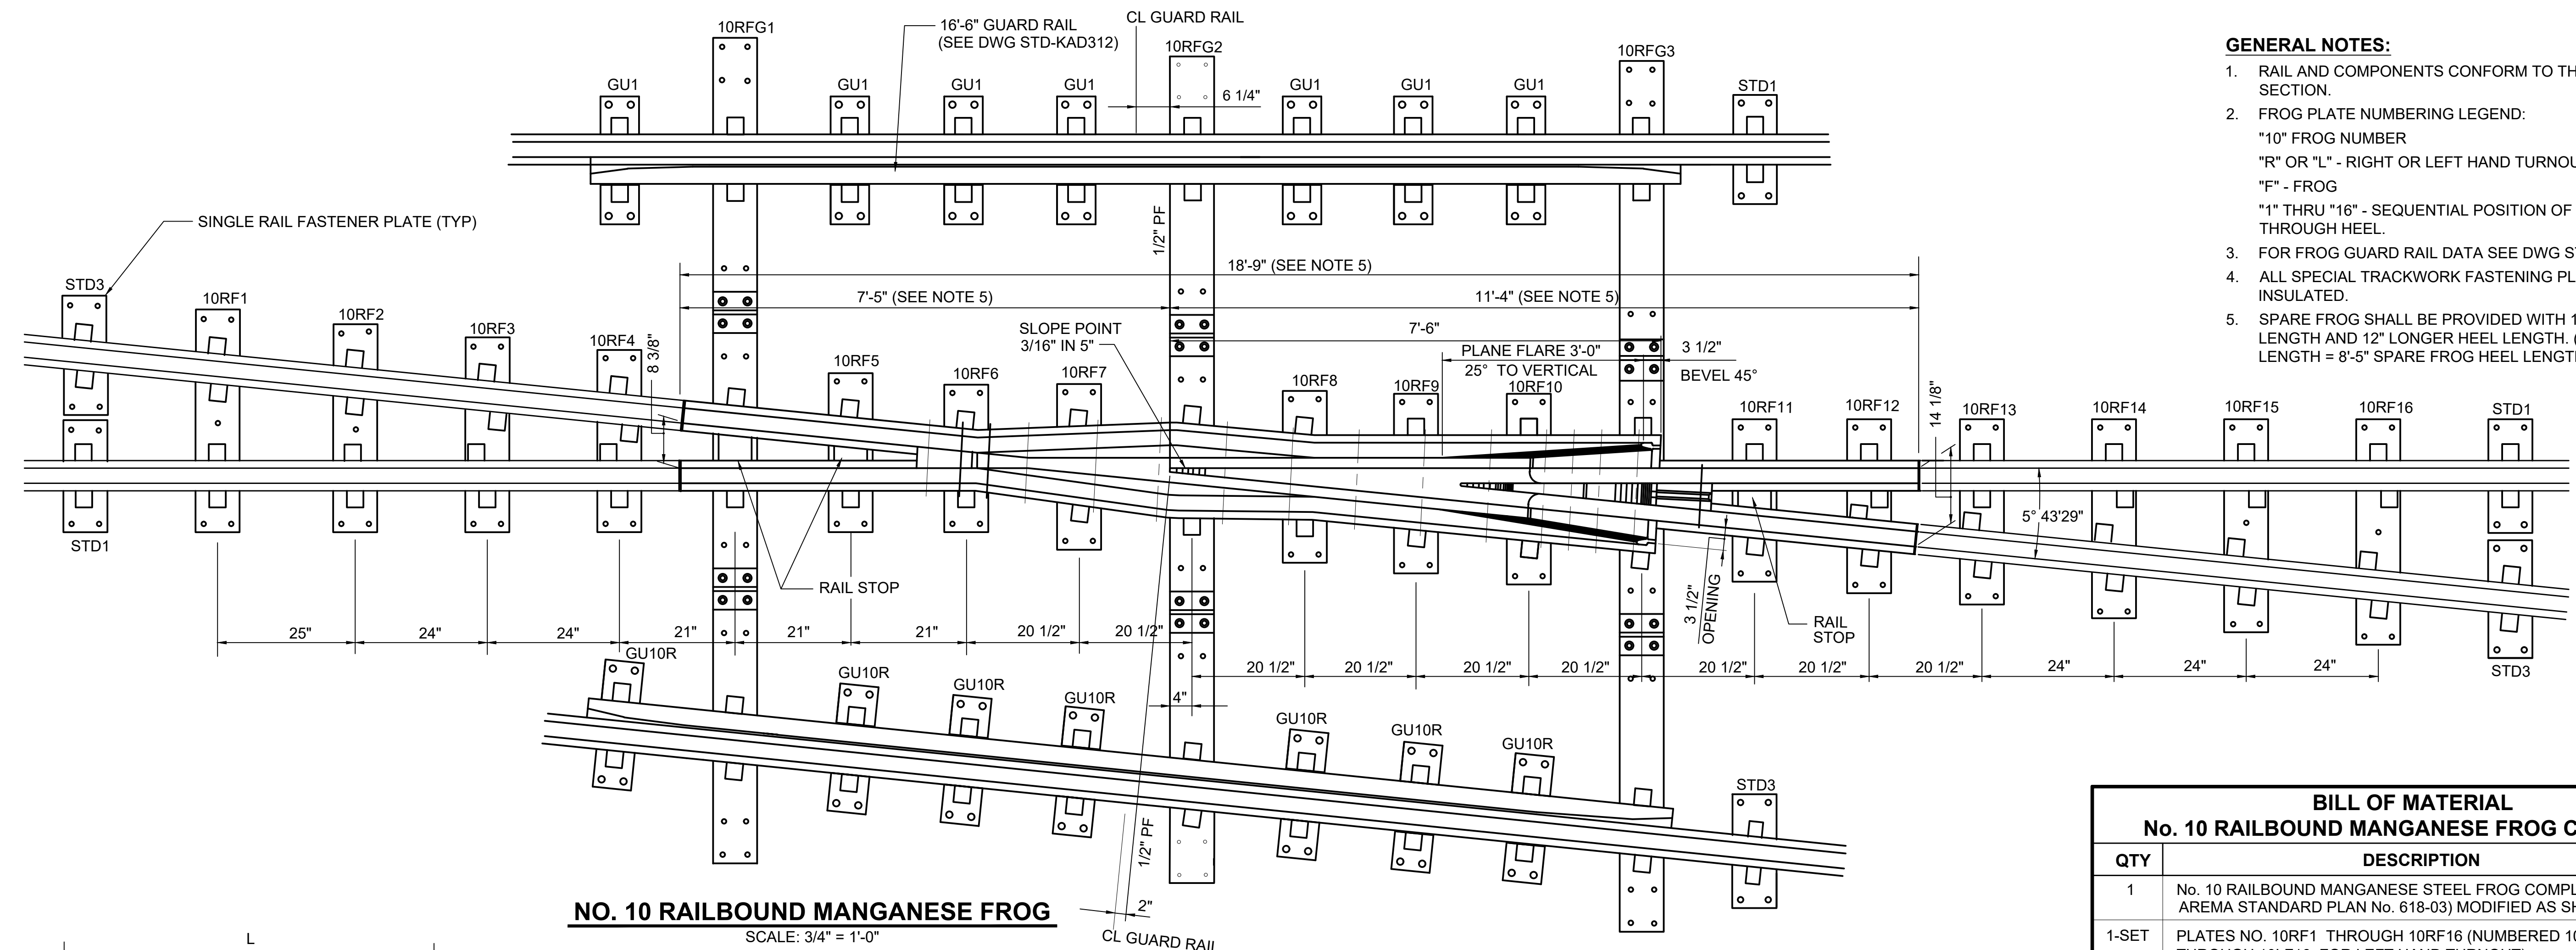 10RFG1
16'-6" GUARD RAIL
(SEE DWG STD-KAD312)
CL GUARD RAIL
10RFG2
10RFG3
GU1
GU1
GU1
GU1
6 1/4"
GU1
GU1
GU1
STD1
1/2" PF
SINGLE RAIL FASTENER PLATE (TYP)
18'-9" (SEE NOTE 5)
7'-5" (SEE NOTE 5)
11'-4" (SEE NOTE 5)
STD3
10RF1
10RF2
10RF3
10RF4
8 3/8"
10RF5
10RF6
10RF7
SLOPE POINT
3/16" IN 5"
7'-6"
PLANE FLARE 3'-0"
25° TO VERTICAL
3 1/2"
BEVEL 45°
10RF8
10RF9
10RF10
10RF11
10RF12
14 1/8"
10RF13
10RF14
10RF15
10RF16
STD1
5° 43'29"
STD1
RAIL STOP
3 1/2"
OPENING
RAIL
STOP
25"
24"
24"
21"
21"
21"
20 1/2"
20 1/2"
20 1/2"
20 1/2"
20 1/2"
20 1/2"
20 1/2"
20 1/2"
20 1/2"
24"
24"
24"
STD3
GU10R
GU10R
GU10R
GU10R
4"
GU10R
GU10R
GU10R
STD3
1/2" PF
2"
CL GUARD RAIL
NO. 10 RAILBOUND MANGANESE FROG
SCALE: 3/4" = 1'-0"
L
GENERAL NOTES:
1. RAIL AND COMPONENTS CONFORM TO
SECTION.
2. FROG PLATE NUMBERING LEGEND:
"10" FROG NUMBER
"R" OR "L" - RIGHT OR LEFT HAND
"F" - FROG
"1" THRU "16" - SEQUENTIAL POSITION OF
THROUGH HEEL.
3. FOR FROG GUARD RAIL DATA SEE DWG
4. ALL SPECIAL TRACKWORK FASTENING
INSULATED.
5. SPARE FROG SHALL BE PROVIDED WITH
LENGTH AND 12" LONGER HEEL LENGTH.
LENGTH = 8'-5" SPARE FROG HEEL
BILL OF MATERIAL
No. 10 RAILBOUND MANGANESE FROG
QTY DESCRIPTION
1 No. 10 RAILBOUND MANGANESE STEEL FROG
AREMA STANDARD PLAN No. 618-03) MODIFIED AS
1-SET PLATES NO. 10RF1 THROUGH 10RF16 (NUMBERED